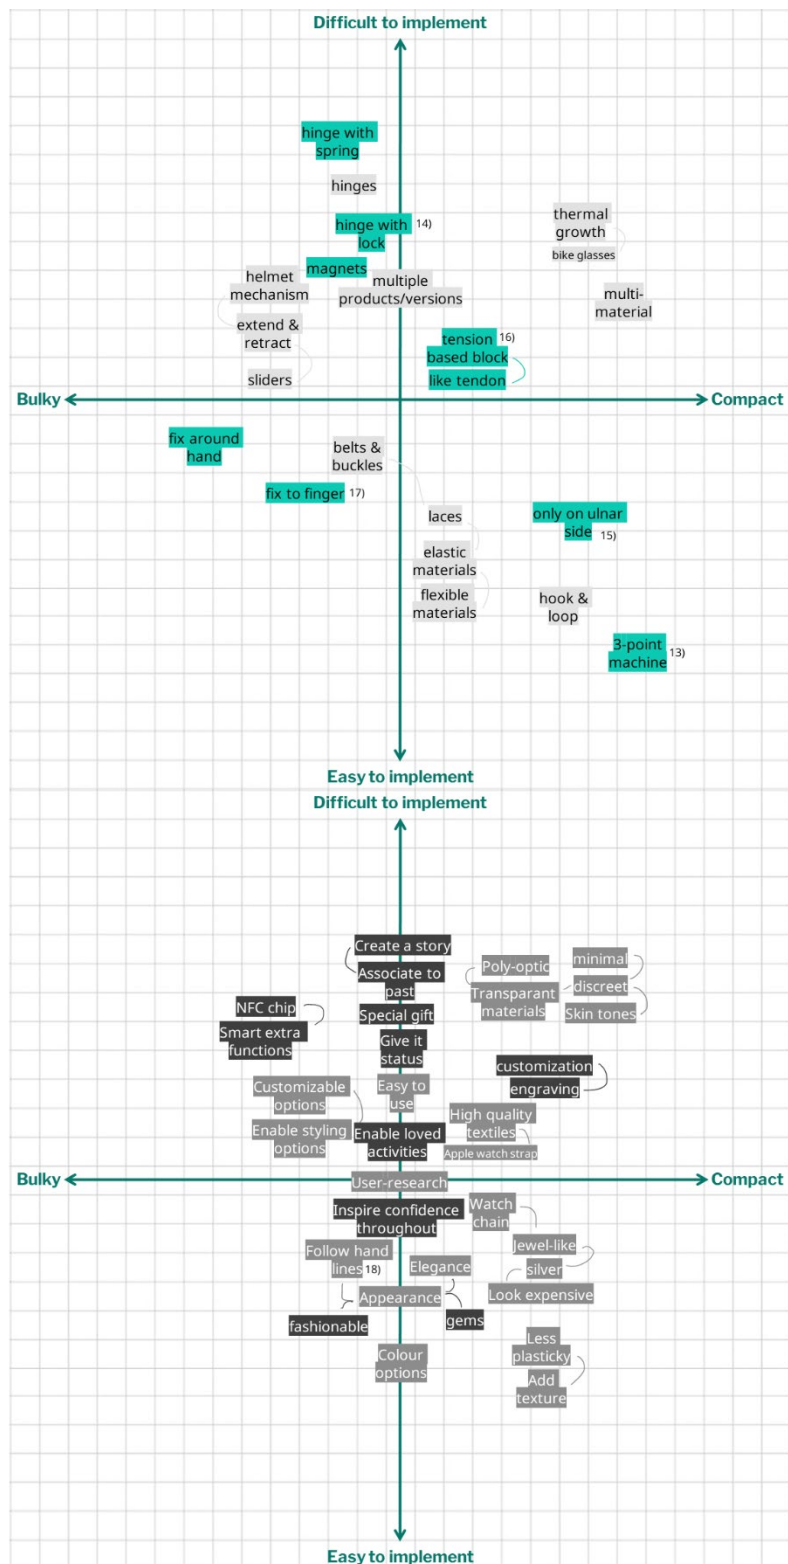 Difficult to implement
hinge with
spring
hinges
hinge with
lock
14)
thermal
growth
bike glasses
magnets
helmet
mechanism
multiple
products/versions
multi-
material
extend &
retract
tension
based block
16)
like tendon
sliders
Bulky
Compact
fix around
hand
belts &
buckles
fix to finger
17)
laces
only on ulnar
side
15)
elastic
materials
flexible
materials
hook &
loop
3-point
machine
13)
Easy to implement
Difficult to implement
Create a story
Associate to
past
Poly-optic
Transparant
materials
minimal
discreet
Skin tones
NFC chip
Smart extra
functions
Special gift
Give it
status
customization
engraving
Customizable
options
Easy to
use
Enable styling
options
Enable loved
activities
High quality
textiles
Apple watch strap
Bulky
Compact
User-research
Inspire confidence
throughout
Watch
chain
Follow hand
lines
18)
Elegance
Jewel-like
silver
Look expensive
Appearance
fashionable
gems
Colour
options
Less
plasticky
Add
texture
Easy to implement